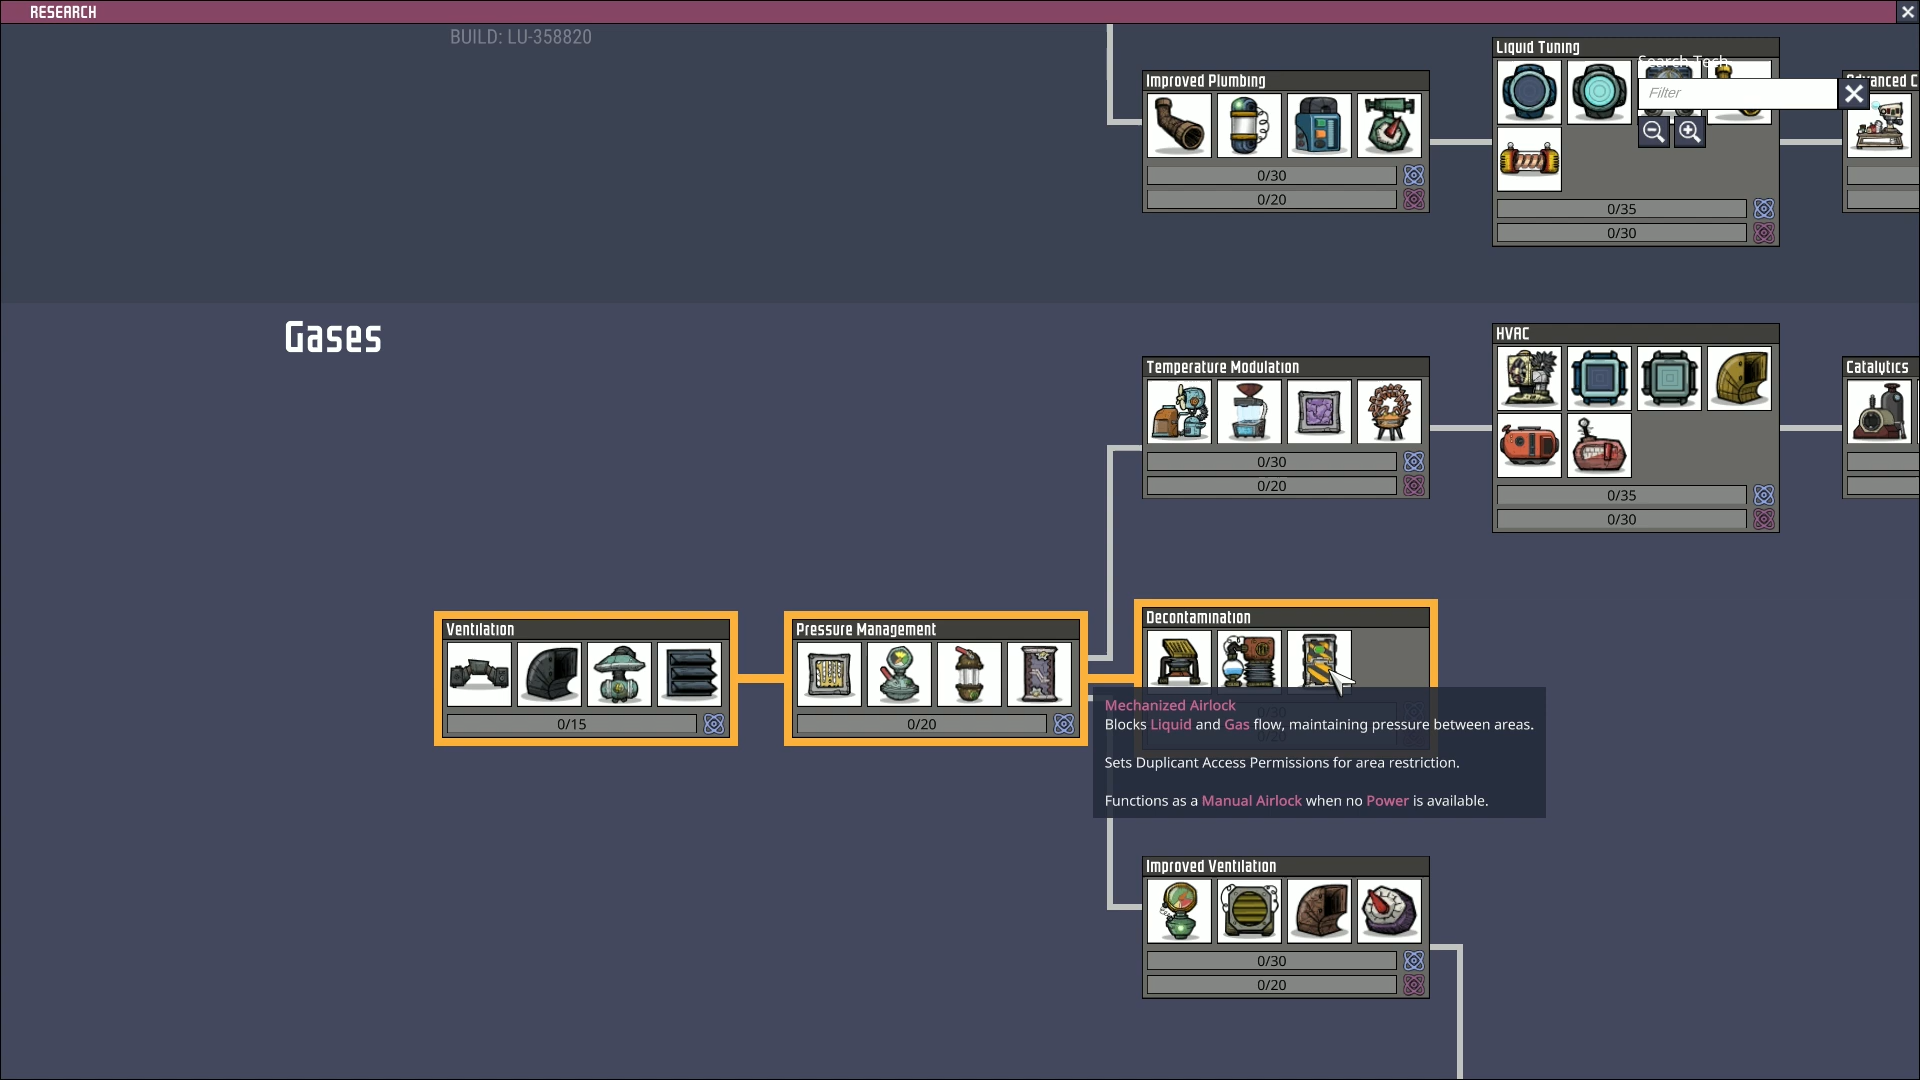 RESEARCH
BUILD: LU-358820
Liquid Tuning
Search Tech
Filter
Improved Plumbing
0/30
0/20
0/35
0/30
Gases
Temperature Modulation
0/30
0/20
HVAC
0/35
0/30
Catalytics
Ventilation
0/15
Pressure Management
0/20
Decontamination
Mechanized Airlock
Blocks Liquid and Gas flow, maintaining pressure between areas.
Sets Duplicant Access Permissions for area restriction.
Functions as a Manual Airlock when no Power is available.
Improved Ventilation
0/30
0/20